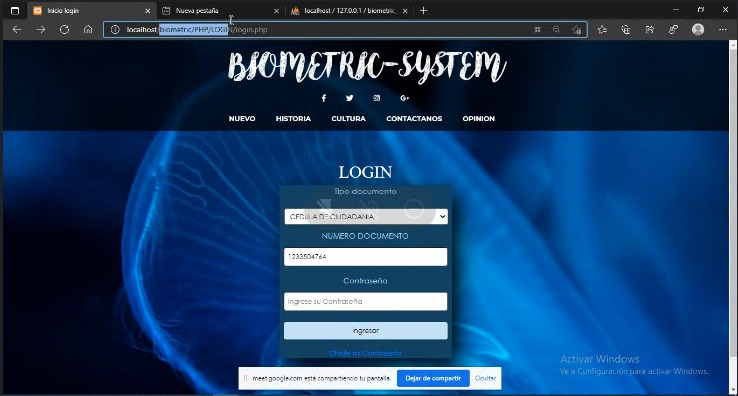 Inicio login
Nueva pestaña
localhost / 127.0.0.1 / biometric_
localhost/biometric/PHP/LOGIN/login.php
BIOMETRIC-SYSTEM
NUEVO HISTORIA CULTURA CONTACTANOS OPINION
LOGIN
Tipo documento
CEDULA DE CIUDADANIA
NUMERO DOCUMENTO
1233504764
Contraseña
Ingrese su Contraseña
Ingresar
Olvide mi Contraseña
Activar Windows
Ve a Configuración para activar Windows.
meet.google.com está compartiendo tu pantalla.
Dejar de compartir
Ocultar